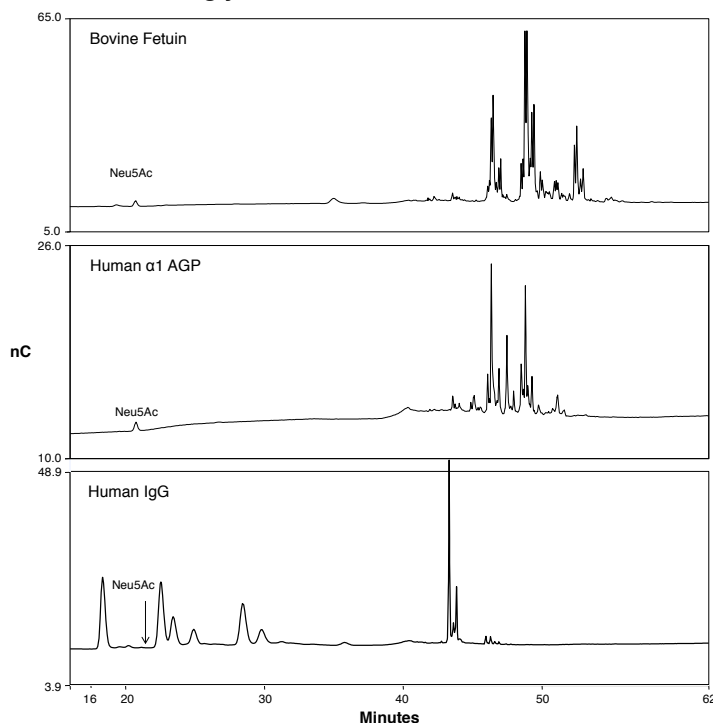 65.0
Bovine Fetuin
Neu5Ac
5.0
26.0
Human α1 AGP
nC
Neu5Ac
10.0
48.9
Human IgG
Neu5Ac
3.9
16 20 30 40 50 62
Minutes